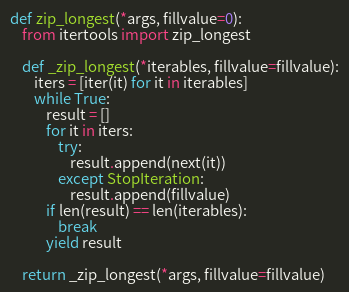 def zip_longest(*args, fillvalue=0):
    from itertools import zip_longest

    def _zip_longest(*iterables, fillvalue=fillvalue):
        iters = [iter(it) for it in iterables]
        while True:
            result = []
            for it in iters:
                try:
                    result.append(next(it))
                except StopIteration:
                    result.append(fillvalue)
            if len(result) == len(iterables):
                break
            yield result

    return _zip_longest(*args, fillvalue=fillvalue)